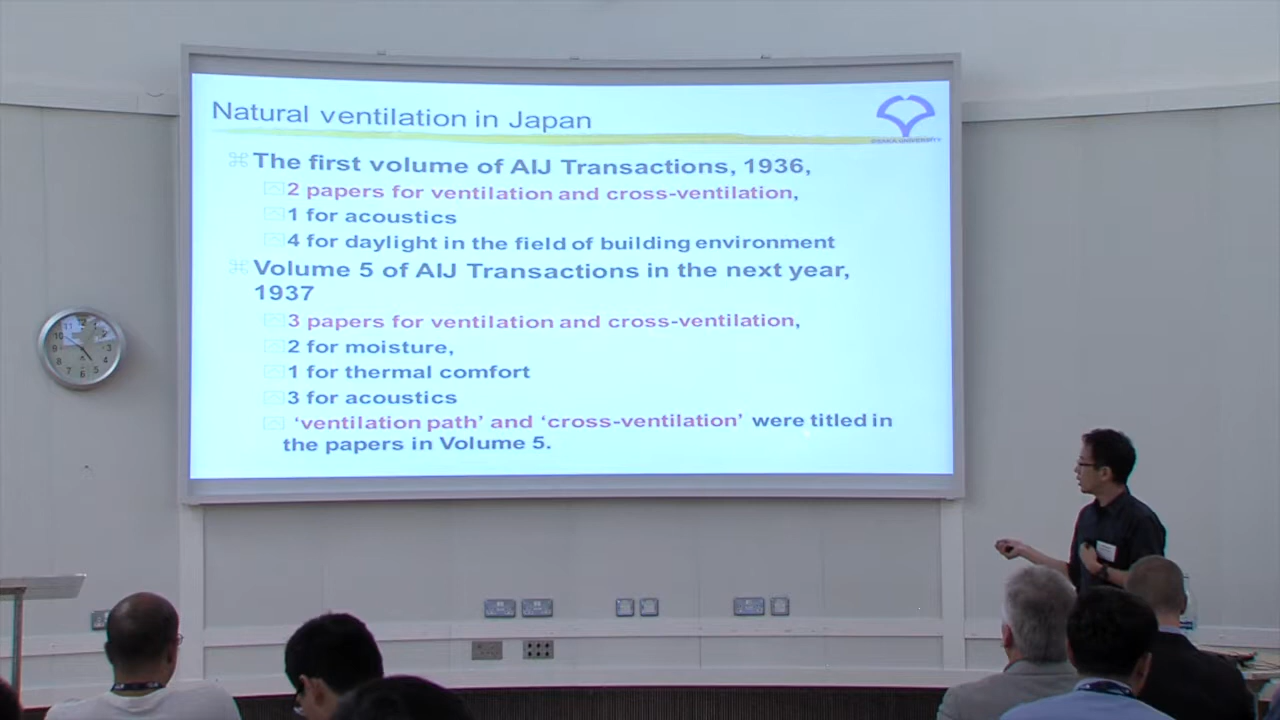 Natural ventilation in Japan
OSAKA UNIVERSITY
The first volume of AIJ Transactions, 1936,
2 papers for ventilation and cross-ventilation,
1 for acoustics
4 for daylight in the field of building environment
Volume 5 of AIJ Transactions in the next year,
1937
3 papers for ventilation and cross-ventilation,
2 for moisture,
1 for thermal comfort
3 for acoustics
‘ventilation path’ and ‘cross-ventilation’ were titled in
the papers in Volume 5.